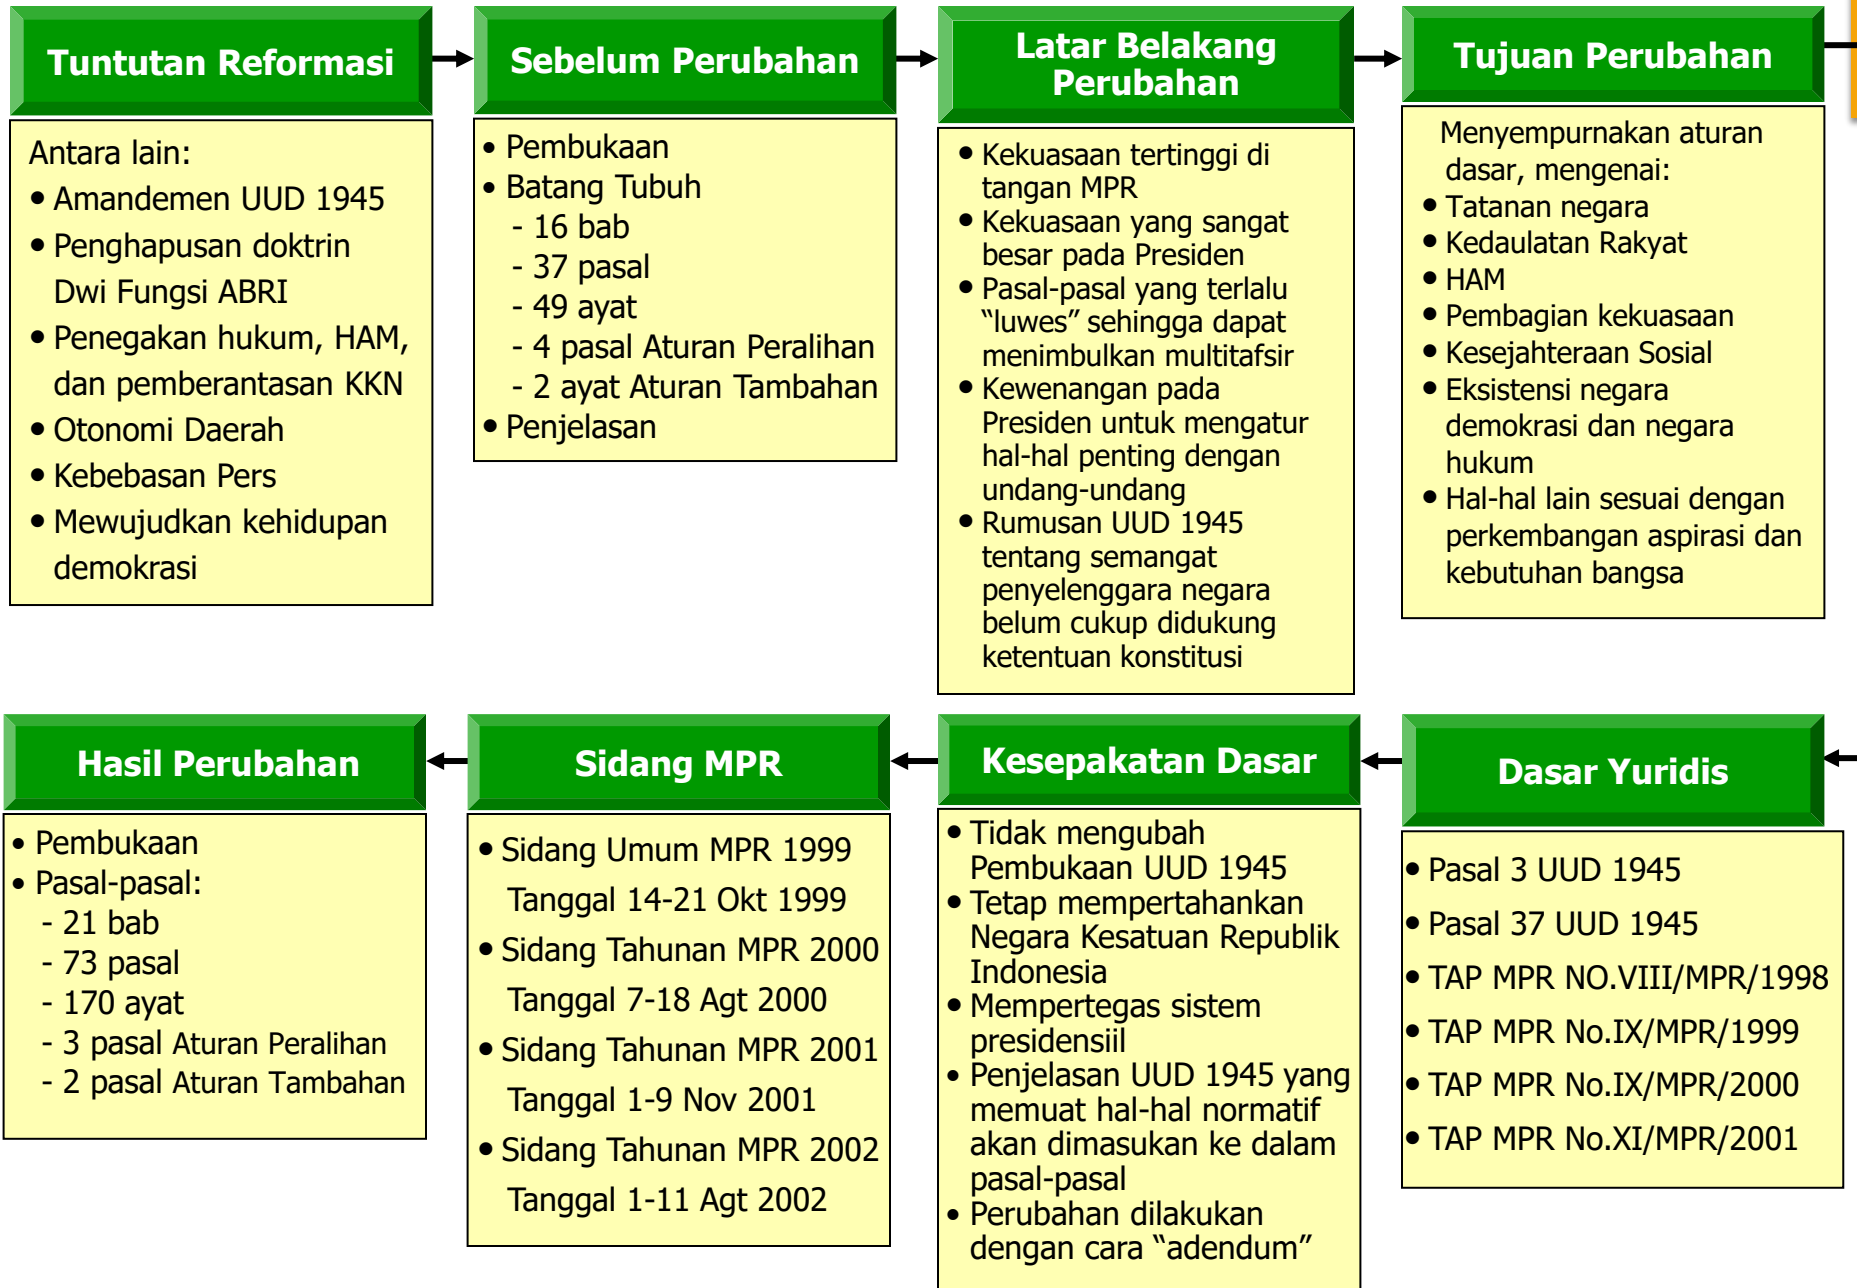 Tuntutan Reformasi
Antara lain:
• Amandemen UUD 1945
• Penghapusan doktrin
Dwi Fungsi ABRI
• Penegakan hukum, HAM,
dan pemberantasan KKN
• Otonomi Daerah
• Kebebasan Pers
• Mewujudkan kehidupan
demokrasi
Sebelum Perubahan
• Pembukaan
• Batang Tubuh
- 16 bab
- 37 pasal
- 49 ayat
- 4 pasal Aturan Peralihan
- 2 ayat Aturan Tambahan
• Penjelasan
Latar Belakang
Perubahan
• Kekuasaan tertinggi di
tangan MPR
• Kekuasaan yang sangat
besar pada Presiden
• Pasal-pasal yang terlalu
“luwes” sehingga dapat
menimbulkan multitafsir
• Kewenangan pada
Presiden untuk mengatur
hal-hal penting dengan
undang-undang
• Rumusan UUD 1945
tentang semangat
penyelenggara negara
belum cukup didukung
ketentuan konstitusi
Tujuan Perubahan
Menyempurnakan aturan
dasar, mengenai:
• Tatanan negara
• Kedaulatan Rakyat
• HAM
• Pembagian kekuasaan
• Kesejahteraan Sosial
• Eksistensi negara
demokrasi dan negara
hukum
• Hal-hal lain sesuai dengan
perkembangan aspirasi dan
kebutuhan bangsa
Dasar Yuridis
• Pasal 3 UUD 1945
• Pasal 37 UUD 1945
• TAP MPR NO.VIII/MPR/1998
• TAP MPR No.IX/MPR/1999
• TAP MPR No.IX/MPR/2000
• TAP MPR No.XI/MPR/2001
Kesepakatan Dasar
• Tidak mengubah
Pembukaan UUD 1945
• Tetap mempertahankan
Negara Kesatuan Republik
Indonesia
• Mempertegas sistem
presidensiil
• Penjelasan UUD 1945 yang
memuat hal-hal normatif
akan dimasukan ke dalam
pasal-pasal
• Perubahan dilakukan
dengan cara “adendum”
Sidang MPR
• Sidang Umum MPR 1999
Tanggal 14-21 Okt 1999
• Sidang Tahunan MPR 2000
Tanggal 7-18 Agt 2000
• Sidang Tahunan MPR 2001
Tanggal 1-9 Nov 2001
• Sidang Tahunan MPR 2002
Tanggal 1-11 Agt 2002
Hasil Perubahan
• Pembukaan
• Pasal-pasal:
- 21 bab
- 73 pasal
- 170 ayat
- 3 pasal Aturan Peralihan
- 2 pasal Aturan Tambahan